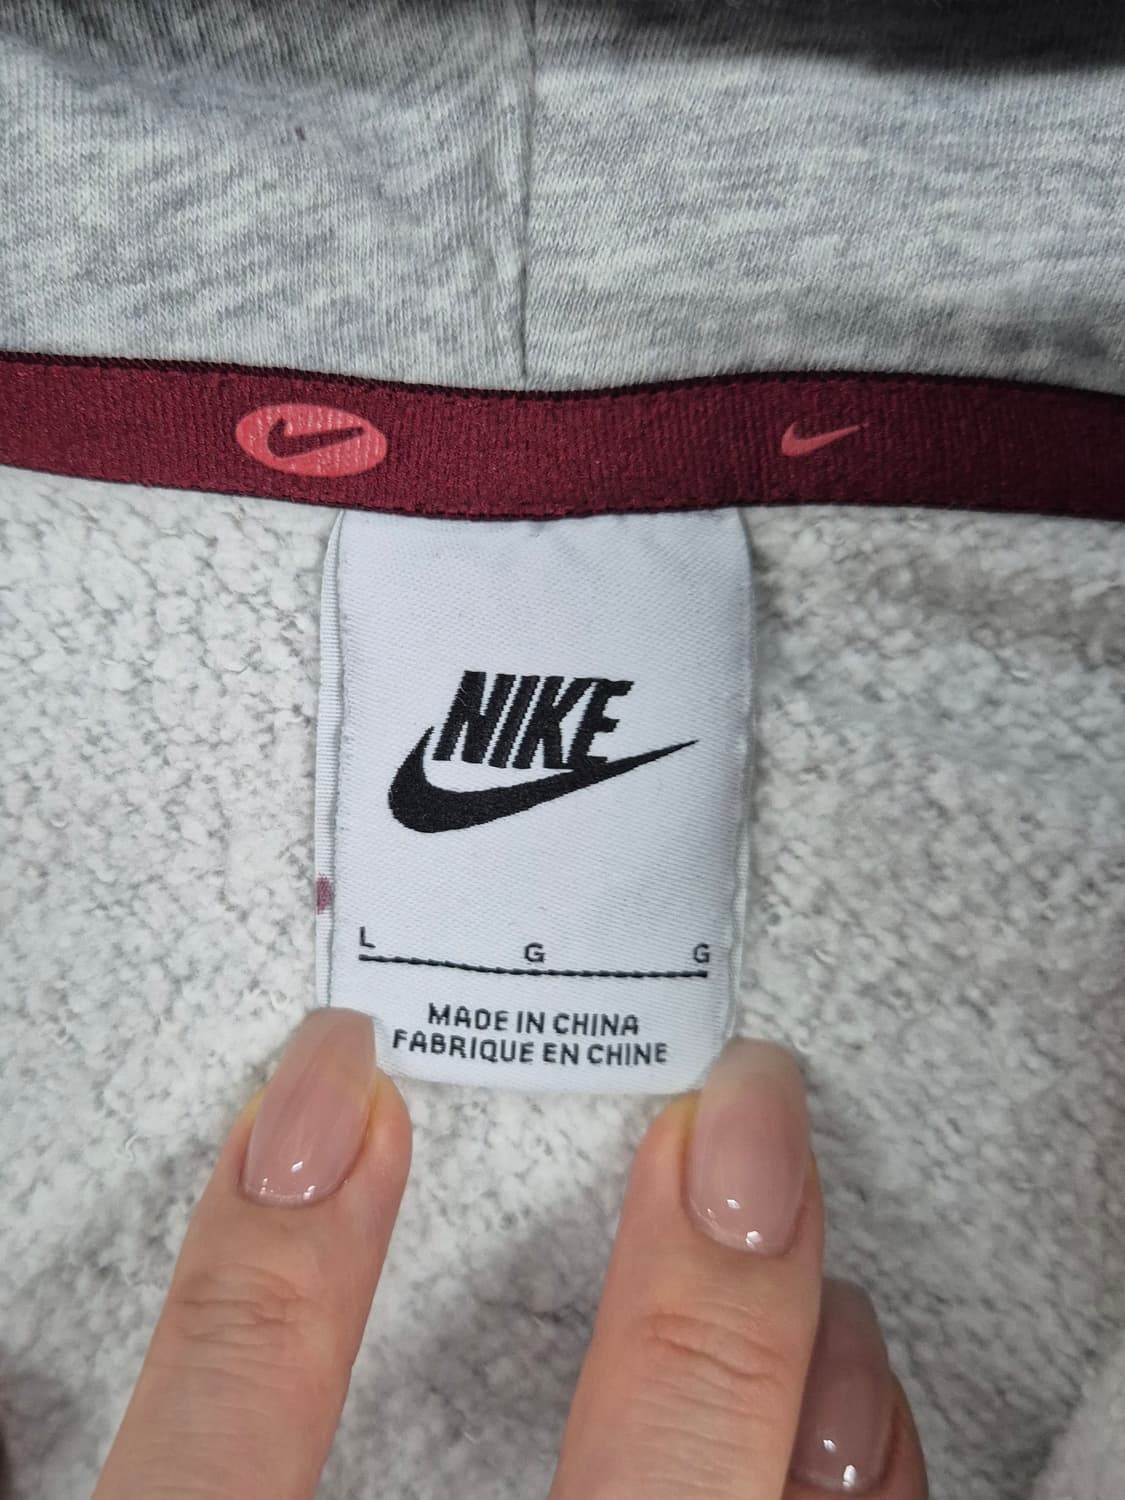 NIKE
L G G
MADE IN CHINA
FABRIQUE EN CHINE